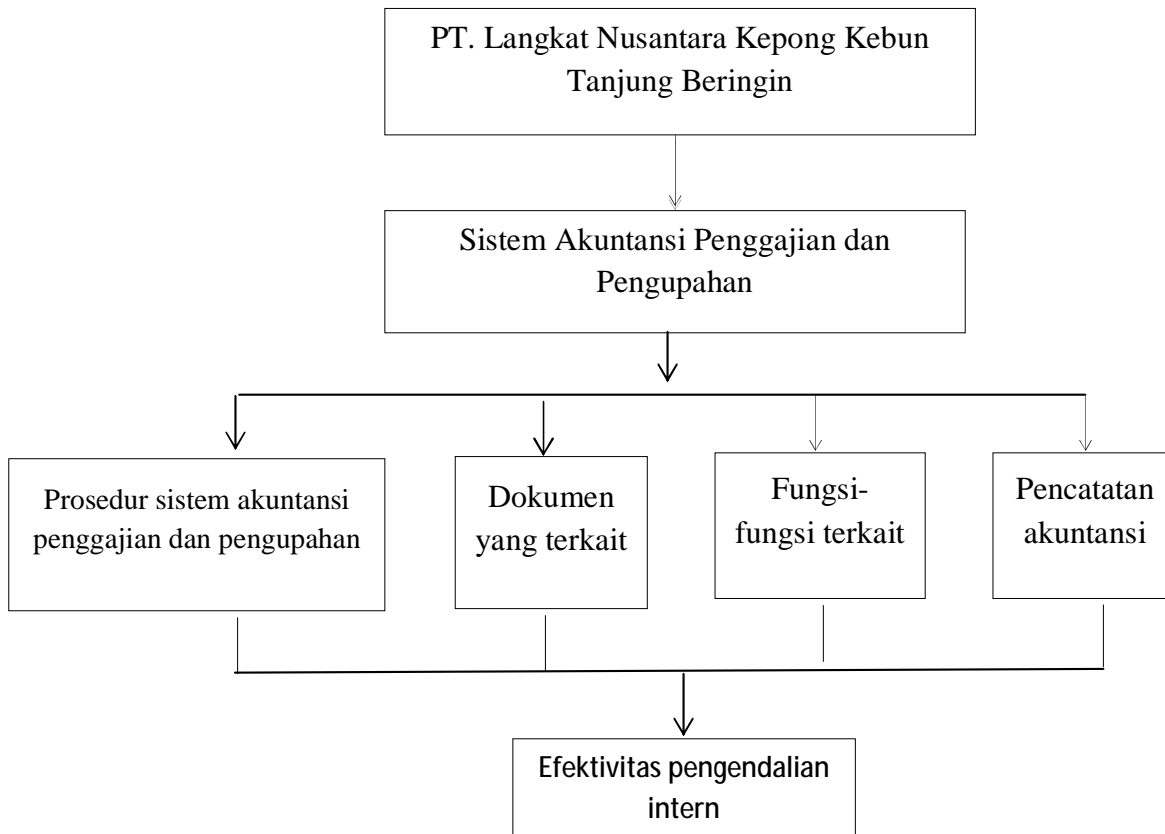 PT. Langkat Nusantara Kepong Kebun
Tanjung Beringin
Sistem Akuntansi Penggajian dan
Pengupahan
Prosedur sistem akuntansi
penggajian dan pengupahan
Dokumen
yang terkait
Fungsi-
fungsi terkait
Pencatatan
akuntansi
Efektivitas pengendalian
intern